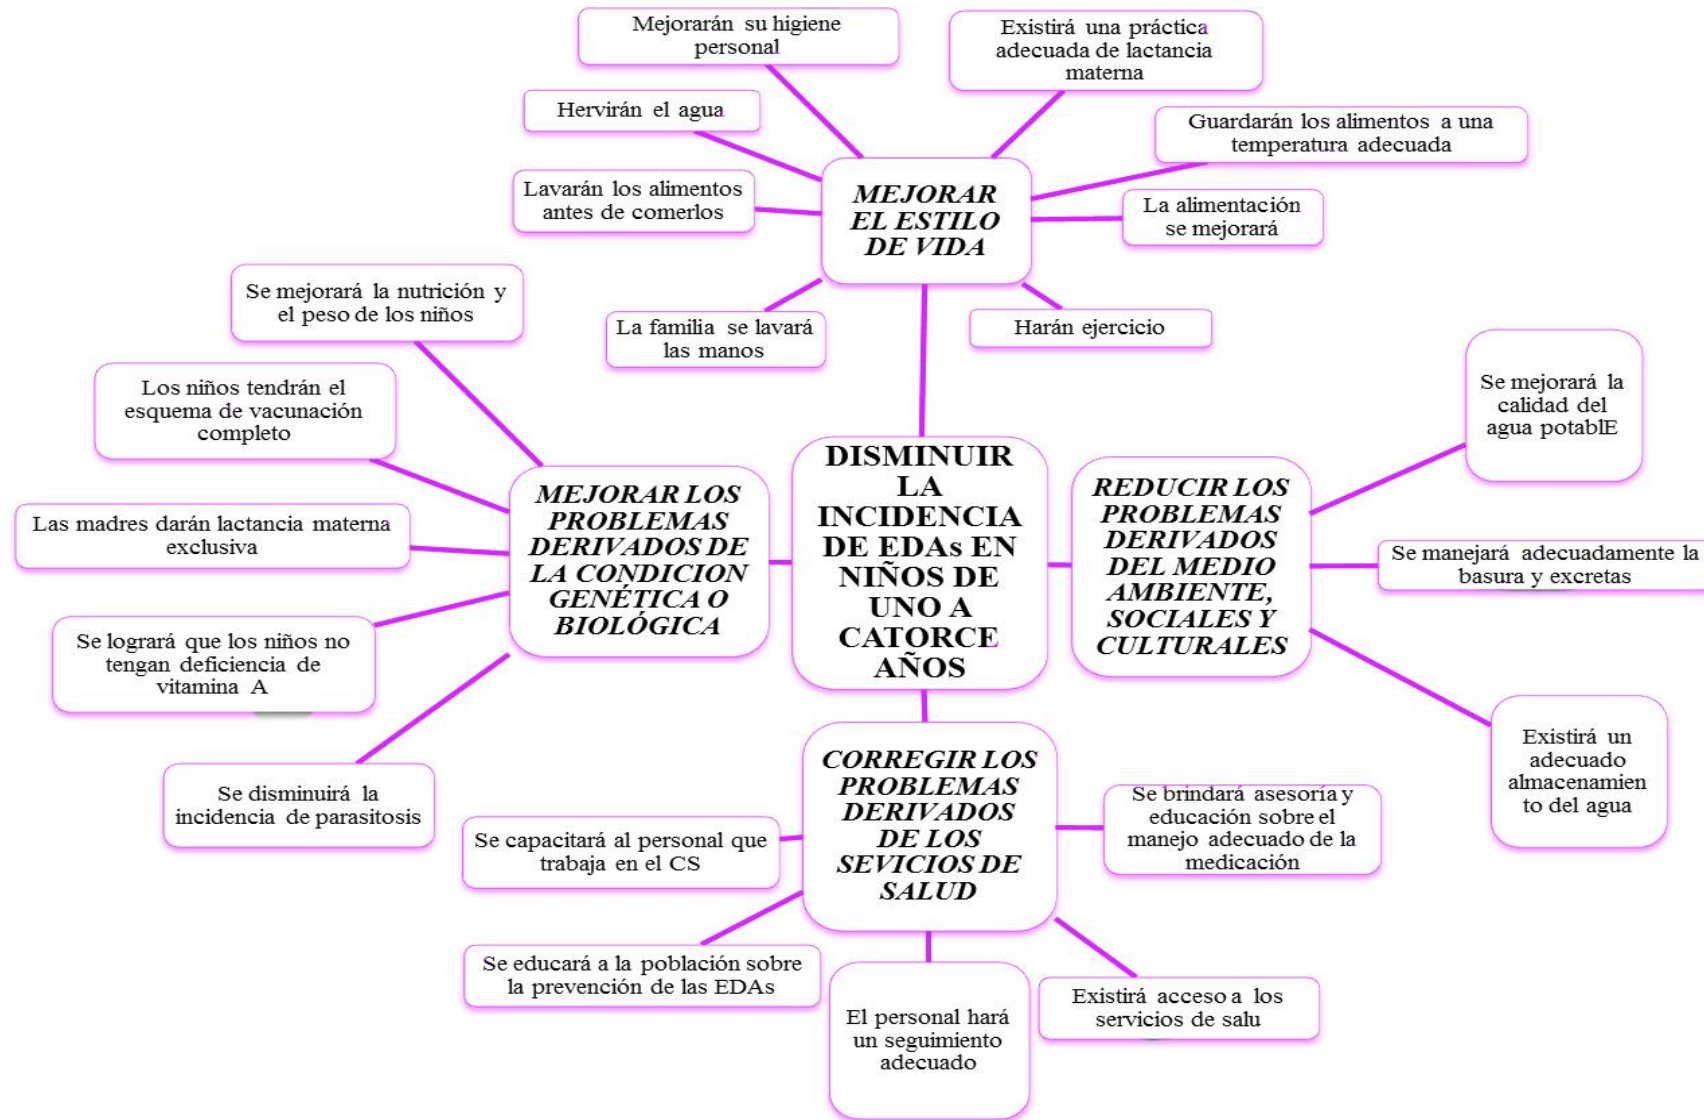 Mejorarán su higiene
personal
Existirá una práctica
adecuada de lactancia
materna
Hervirán el agua
Guardarán los alimentos a una
temperatura adecuada
Lavarán los alimentos
antes de comerlos
MEJORAR
EL ESTILO
DE VIDA
La alimentación
se mejorará
La familia se lavará
las manos
Harán ejercicio
Se mejorará la nutrición y
el peso de los niños
Los niños tendrán el
esquema de vacunación
completo
Las madres darán lactancia materna
exclusiva
Se logrará que los niños no
tengan deficiencia de
vitamina A
Se disminuirá la
incidencia de parasitosis
MEJORAR LOS
PROBLEMAS
DERIVADOS DE
LA CONDICION
GENÉTICA O
BIOLÓGICA
DISMINUIR
LA
INCIDENCIA
DE EDAs EN
NIÑOS DE
UNO A
CATORCE
AÑOS
REDUCIR LOS
PROBLEMAS
DERIVADOS
DEL MEDIO
AMBIENTE,
SOCIALES Y
CULTURALES
Se mejorará la
calidad del
agua potablE
Se manejará adecuadamente la
basura y excretas
Existirá un
adecuado
almacenamien
to del agua
CORREGIR LOS
PROBLEMAS
DERIVADOS
DE LOS
SEVICIOS DE
SALUD
Se capacitará al personal que
trabaja en el CS
Se brindará asesoría y
educación sobre el
manejo adecuado de la
medicación
Se educará a la población sobre
la prevención de las EDAs
El personal hará
un seguimiento
adecuado
Existirá acceso a los
servicios de salu